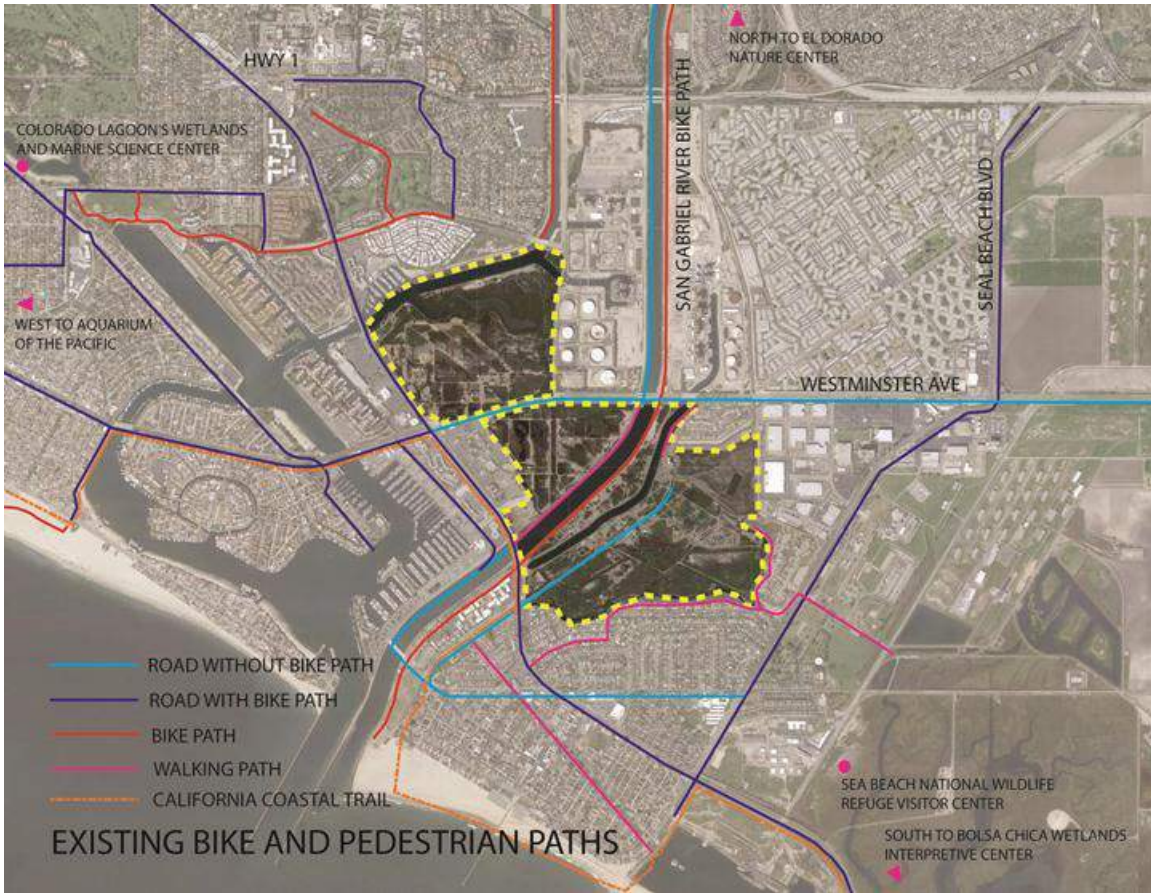 NORTH TO EL DORADO
NATURE CENTER
HWY 1
SAN GABRIEL RIVER BIKE PATH
COLORADO LAGOON'S WETLANDS
AND MARINE SCIENCE CENTER
SEAL BEACH BLVD
WEST TO AQUARIUM
OF THE PACIFIC
WESTMINSTER AVE
ROAD WITHOUT BIKE PATH
ROAD WITH BIKE PATH
BIKE PATH
WALKING PATH
CALIFORNIA COASTAL TRAIL
EXISTING BIKE AND PEDESTRIAN PATHS
SEA BEACH NATIONAL WILDLIFE
REFUGE VISITOR CENTER
SOUTH TO BOLSA CHICA WETLANDS
INTERPRETIVE CENTER